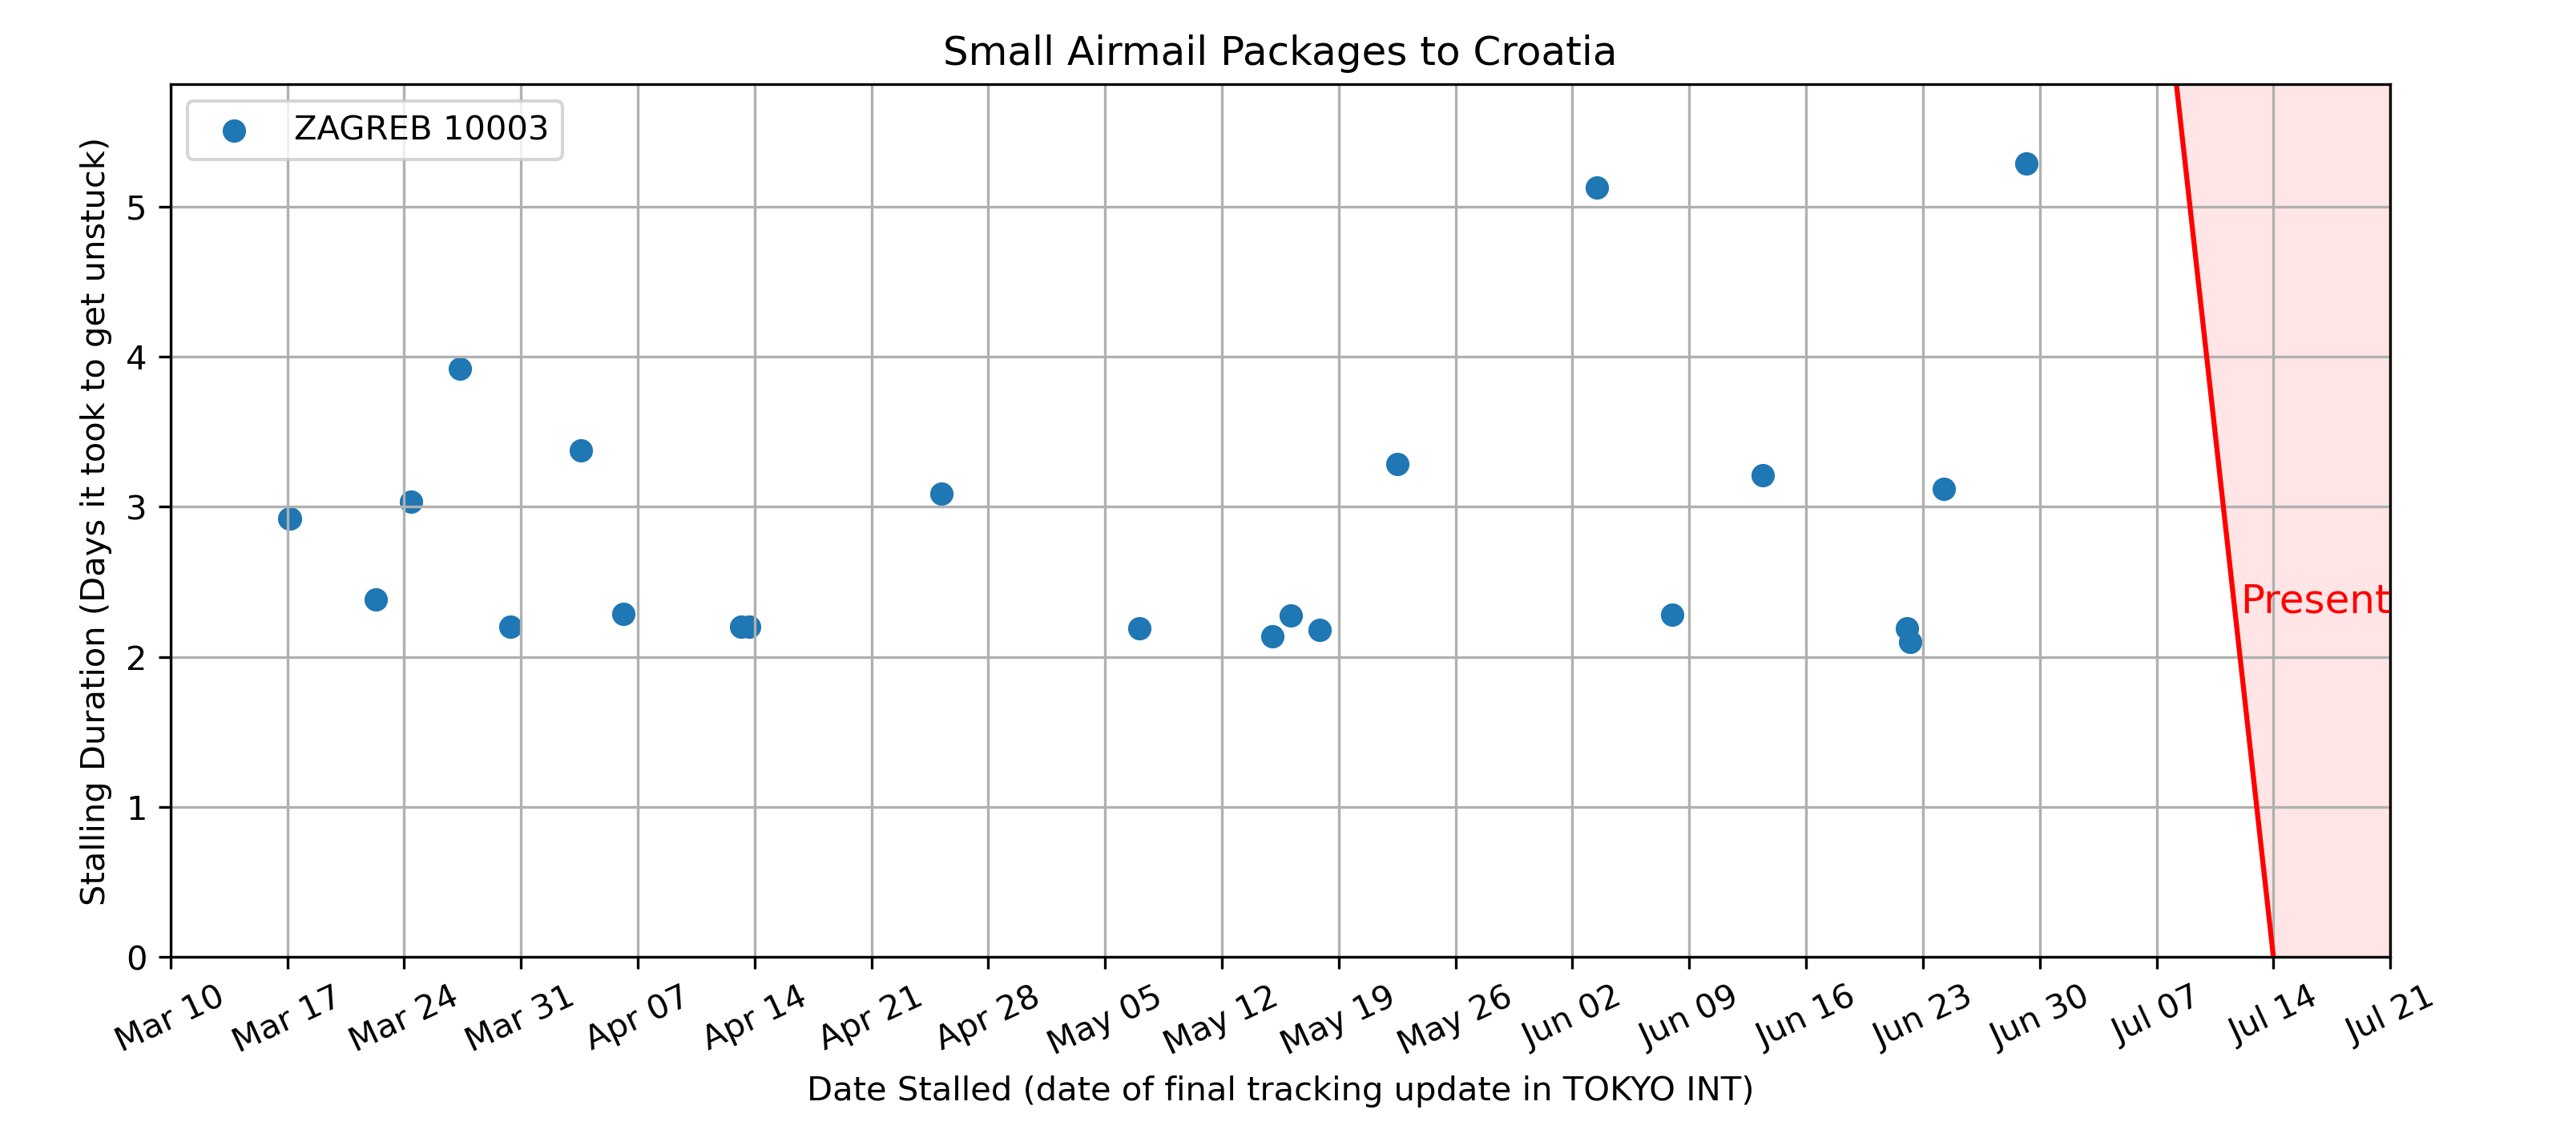 Small Airmail Packages to Croatia
ZAGREB 10003
Stalling Duration (Days it took to get unstuck)
5
4
3
2
1
0
Present
Mar 10
Mar 17
Mar 24
Mar 31
Apr 07
Apr 14
Apr 21
Apr 28
May 05
May 12
May 19
May 26
Jun 02
Jun 09
Jun 16
Jun 23
Jun 30
Jul 07
Jul 14
Jul 21
Date Stalled (date of final tracking update in TOKYO INT)